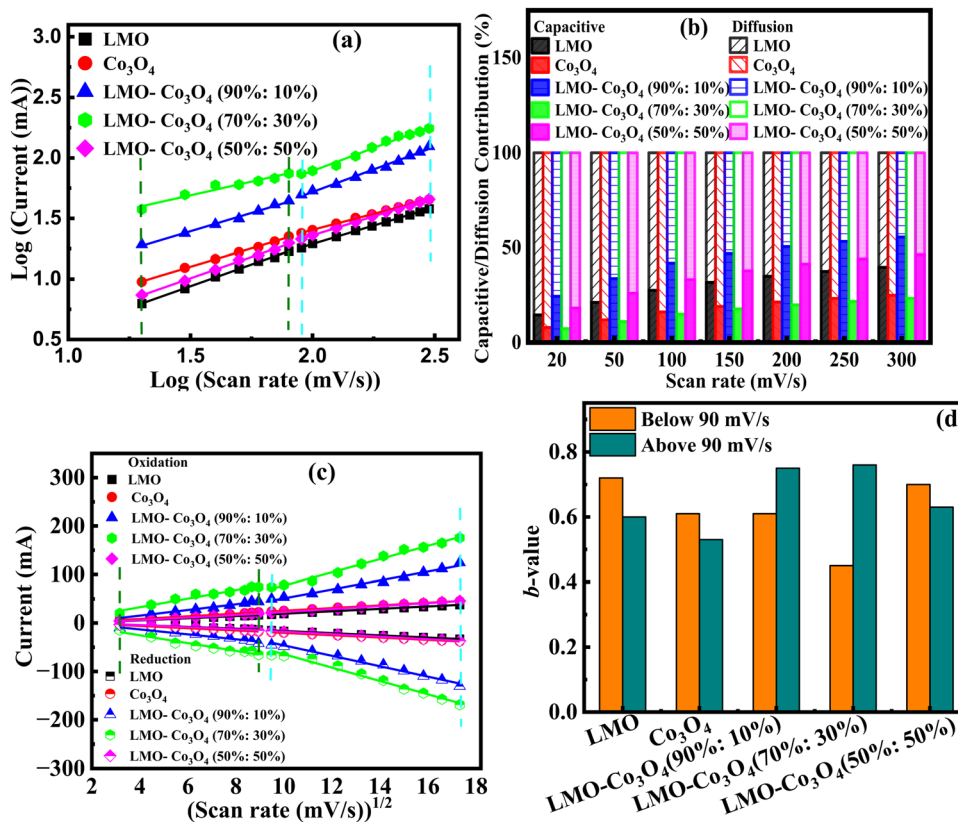 (a)
LMO
Co₃O₄
LMO- Co₃O₄ (90%: 10%)
LMO- Co₃O₄ (70%: 30%)
LMO- Co₃O₄ (50%: 50%)
3.0
2.5
2.0
1.5
1.0
0.5
Log (Current (mA))
1.0 1.5 2.0 2.5
Log (Scan rate (mV/s))
(b)
Capacitive Diffusion
LMO LMO
Co₃O₄ Co₃O₄
LMO- Co₃O₄ (90%: 10%) LMO- Co₃O₄ (90%: 10%)
LMO- Co₃O₄ (70%: 30%) LMO- Co₃O₄ (70%: 30%)
LMO- Co₃O₄ (50%: 50%) LMO- Co₃O₄ (50%: 50%)
150
100
50
0
Capacitive/Diffusion Contribution (%)
20 50 100 150 200 250 300
Scan rate (mV/s)
(c)
Oxidation
LMO
Co₃O₄
LMO- Co₃O₄ (90%: 10%)
LMO- Co₃O₄ (70%: 30%)
LMO- Co₃O₄ (50%: 50%)
Reduction
LMO
Co₃O₄
LMO- Co₃O₄ (90%: 10%)
LMO- Co₃O₄ (70%: 30%)
LMO- Co₃O₄ (50%: 50%)
300
200
100
0
−100
−200
−300
Current (mA)
2 4 6 8 10 12 14 16 18
(Scan rate (mV/s))¹/²
(d)
Below 90 mV/s
Above 90 mV/s
0.8
0.4
0.0
b-value
LMO
Co₃O₄
LMO-Co₃O₄(90%: 10%)
LMO-Co₃O₄(70%: 30%)
LMO-Co₃O₄(50%: 50%)